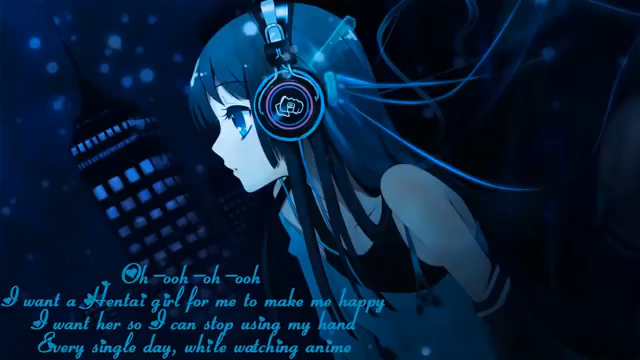 Oh-ooh-oh-ooh
I want a Hentai girl for me to make me happy
I want her so I can stop using my hand
Every single day, while watching anime